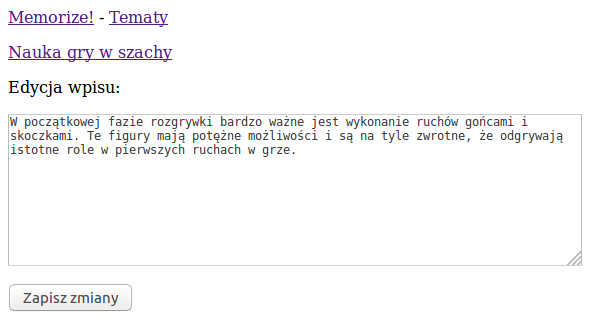 Memorize! - Tematy
Nauka gry w szachy
Edycja wpisu:
W początkowej fazie rozgrywki bardzo ważne jest wykonanie ruchów gońcami i
skoczkami. Te figury mają potężne możliwości i są na tyle zwrotne, że odgrywają
istotne role w pierwszych ruchach w grze.
Zapisz zmiany